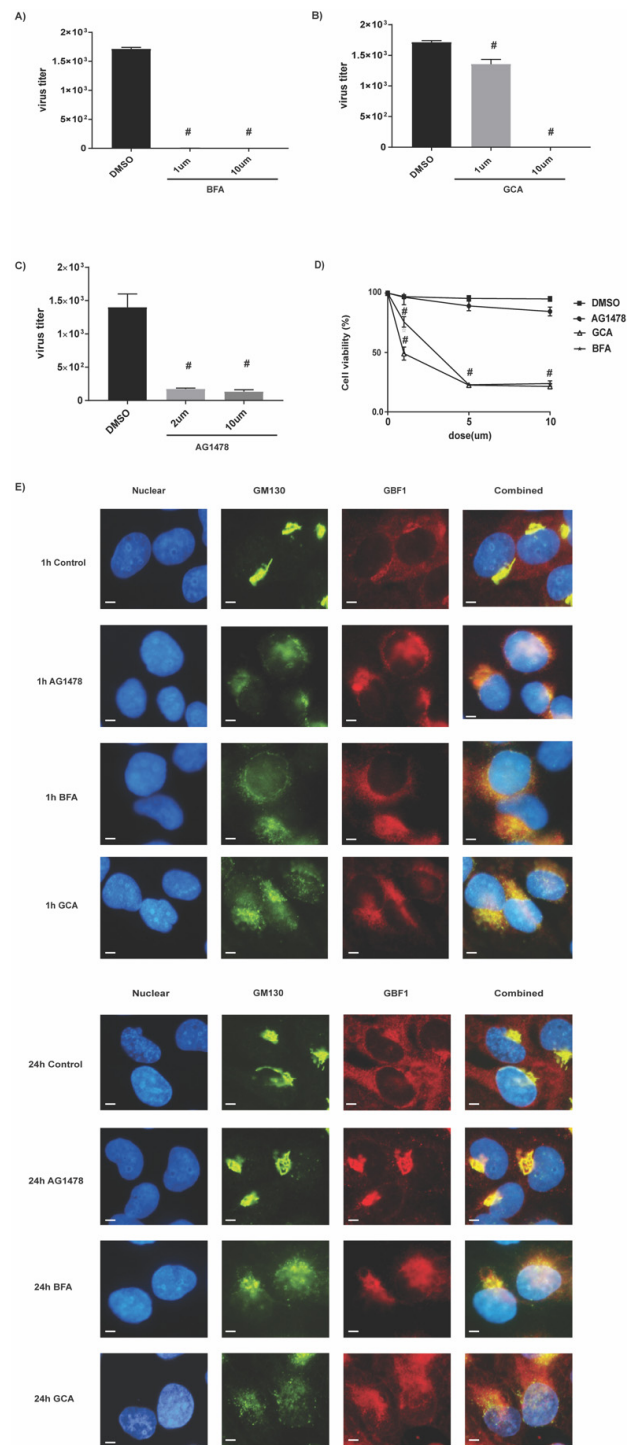 A)
2×10³
1.5×10³
1×10³
5×10²
0
virus titer
#
#
DMSO
1um
10um
BFA
B)
2×10³
1.5×10³
1×10³
5×10²
0
virus titer
#
#
DMSO
1um
10um
GCA
C)
2×10³
1.5×10³
1×10³
5×10²
0
virus titer
#
#
DMSO
2um
10um
AG1478
D)
100
50
0.0
Cell viability (%)
#
#
#
#
0
5
10
dose(um)
DMSO
AG1478
GCA
BFA
E)
Nuclear GM130 GBF1 Combined
1h Control
1h AG1478
1h BFA
1h GCA
Nuclear GM130 GBF1 Combined
24h Control
24h AG1478
24h BFA
24h GCA